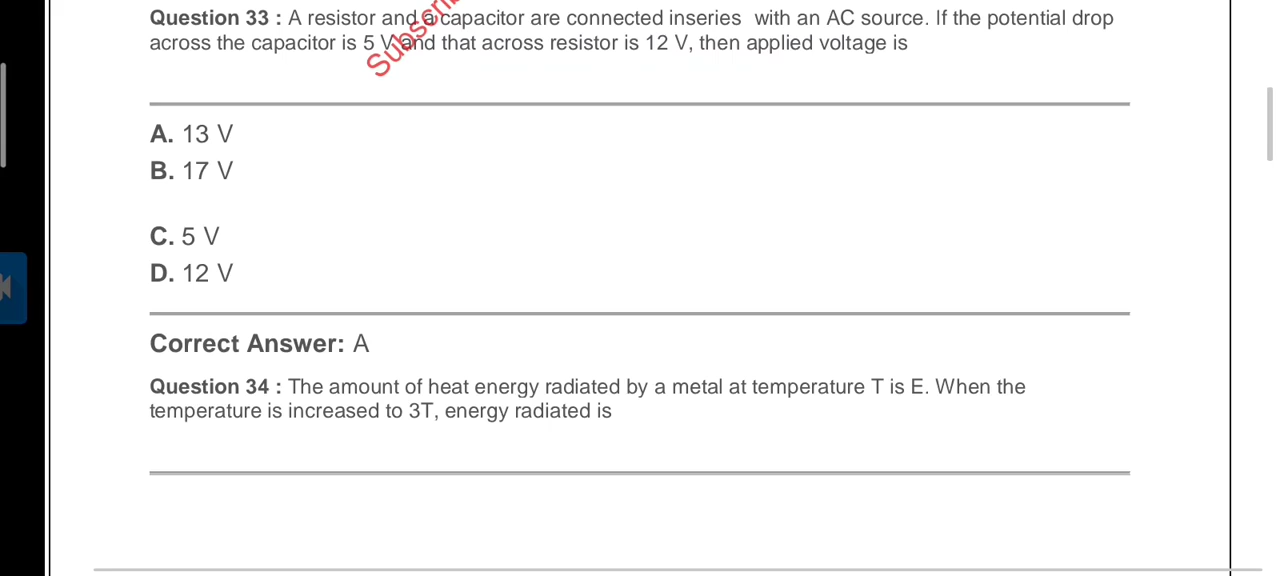 Question 33 : A resistor and a capacitor are connected inseries with an AC source. If the potential drop
across the capacitor is 5 V and that across resistor is 12 V, then applied voltage is
A. 13 V
B. 17 V
C. 5 V
D. 12 V
Correct Answer: A
Question 34 : The amount of heat energy radiated by a metal at temperature T is E. When the
temperature is increased to 3T, energy radiated is